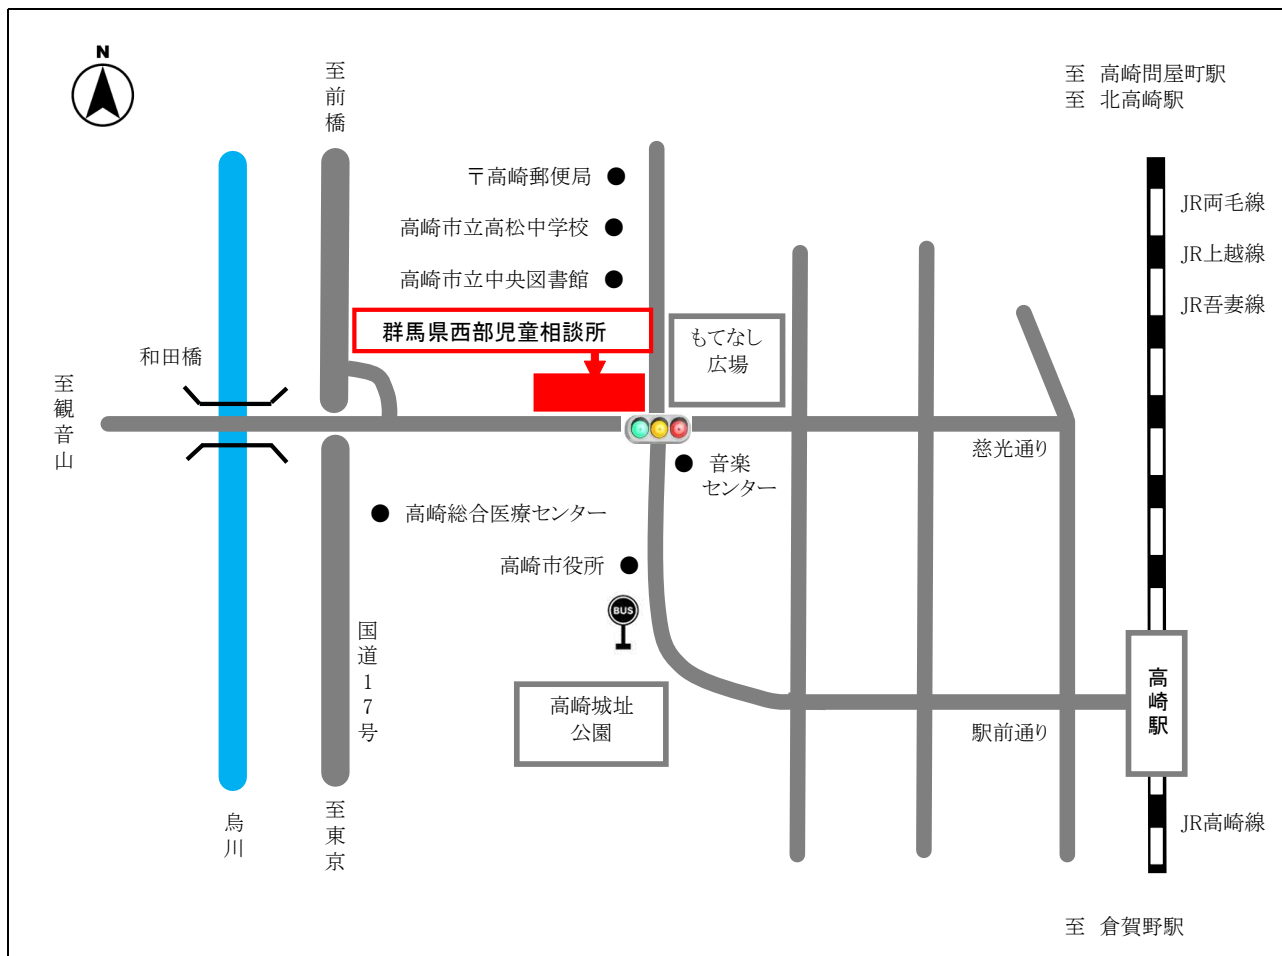 N
至前橋
至 高崎問屋町駅
至 北高崎駅
〒高崎郵便局
JR両毛線
高崎市立高松中学校
JR上越線
高崎市立中央図書館
JR吾妻線
群馬県西部児童相談所
もてなし
広場
和田橋
至観音山
慈光通り
音楽
センター
高崎総合医療センター
高崎市役所
BUS
国道17号
高崎城址
公園
高崎駅
駅前通り
烏川
至東京
JR高崎線
至 倉賀野駅